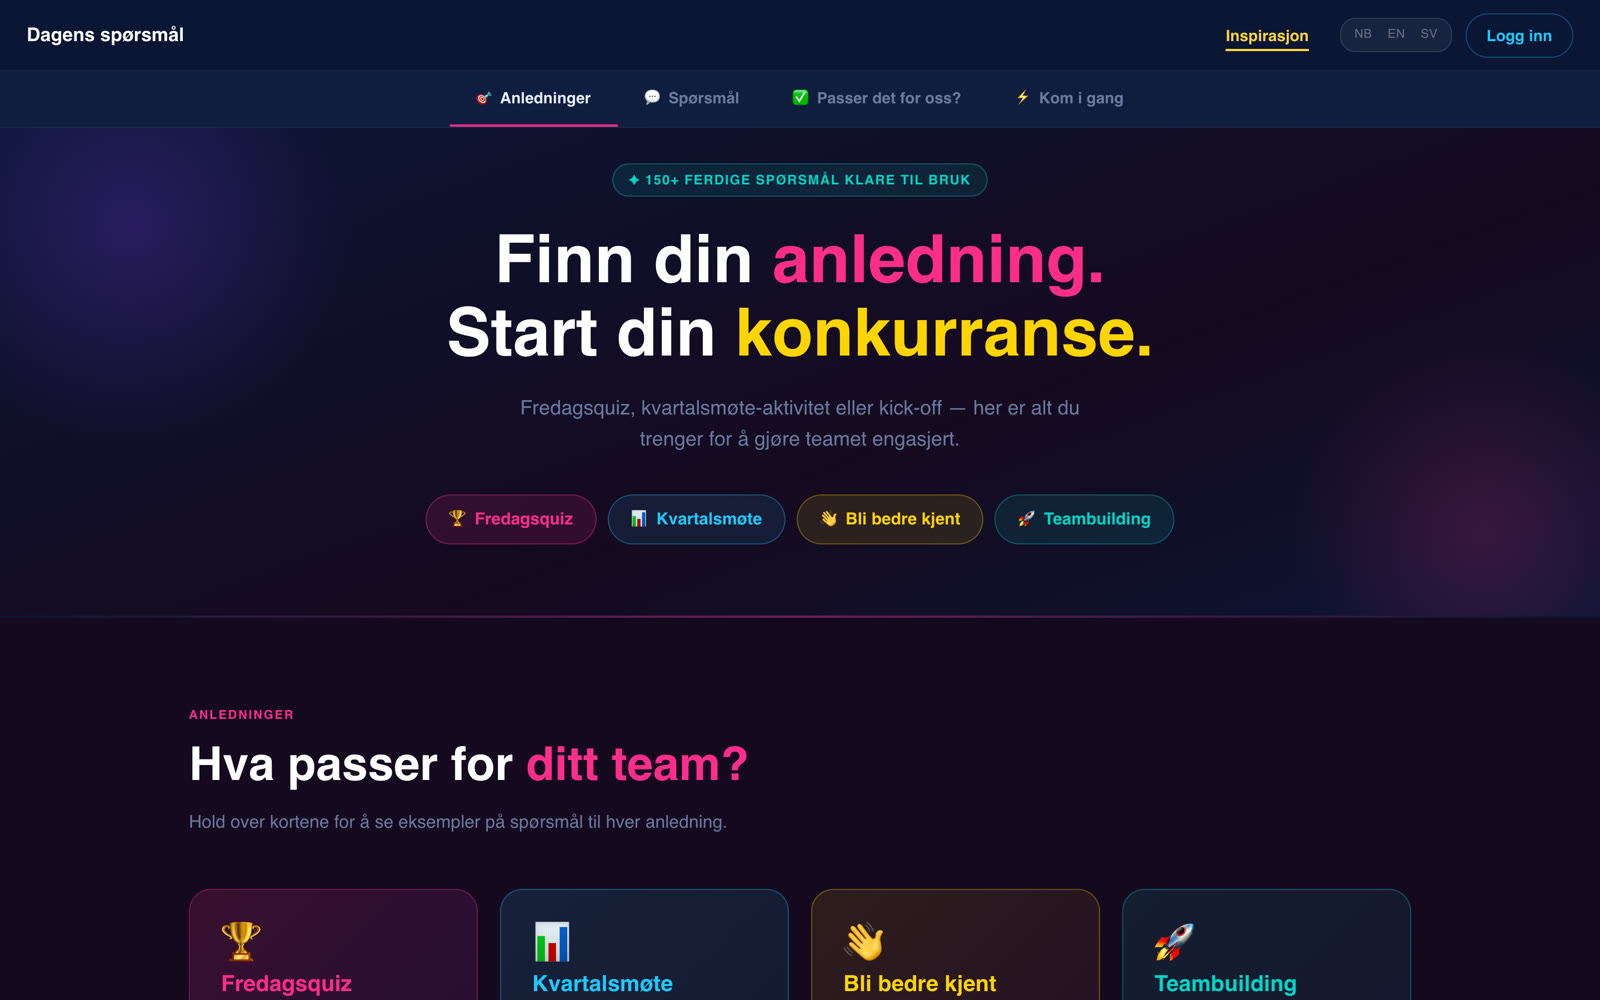 Dagens spørsmål
Inspirasjon
NB EN SV
Logg inn
Anledninger
Spørsmål
Passer det for oss?
Kom i gang
✦ 150+ FERDIGE SPØRSMÅL KLARE TIL BRUK
Finn din anledning.
Start din konkurranse.
Fredagsquiz, kvartalsmøte-aktivitet eller kick-off — her er alt du
trenger for å gjøre teamet engasjert.
Fredagsquiz
Kvartalsmøte
Bli bedre kjent
Teambuilding
ANLEDNINGER
Hva passer for ditt team?
Hold over kortene for å se eksempler på spørsmål til hver anledning.
Fredagsquiz
Kvartalsmøte
Bli bedre kjent
Teambuilding